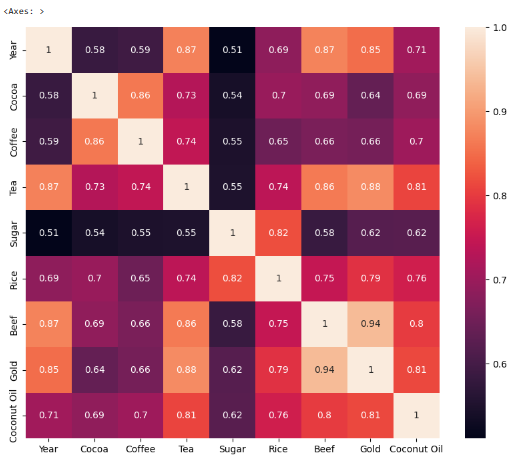 <Axes: >
Year 1 0.58 0.59 0.87 0.51 0.69 0.87 0.85 0.71
Cocoa 0.58 1 0.86 0.73 0.54 0.7 0.69 0.64 0.69
Coffee 0.59 0.86 1 0.74 0.55 0.65 0.66 0.66 0.7
Tea 0.87 0.73 0.74 1 0.55 0.74 0.86 0.88 0.81
Sugar 0.51 0.54 0.55 0.55 1 0.82 0.58 0.62 0.62
Rice 0.69 0.7 0.65 0.74 0.82 1 0.75 0.79 0.76
Beef 0.87 0.69 0.66 0.86 0.58 0.75 1 0.94 0.8
Gold 0.85 0.64 0.66 0.88 0.62 0.79 0.94 1 0.81
Coconut Oil 0.71 0.69 0.7 0.81 0.62 0.76 0.8 0.81 1
Year Cocoa Coffee Tea Sugar Rice Beef Gold Coconut Oil
1.0
0.9
0.8
0.7
0.6